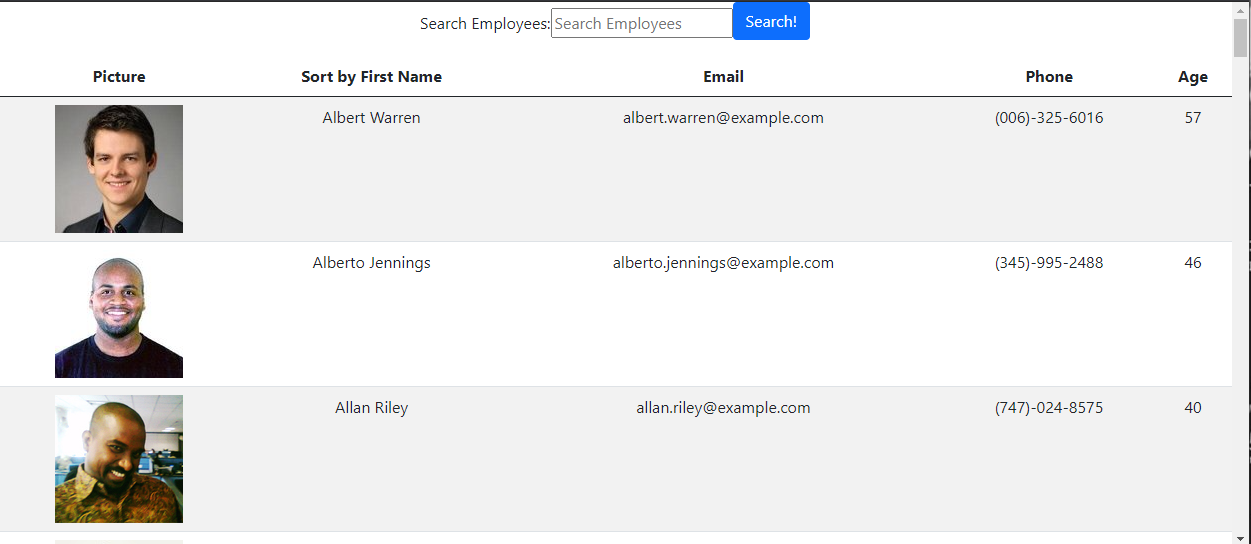 Search Employees: Search Employees Search!
Picture Sort by First Name Email Phone Age
Albert Warren albert.warren@example.com (006)-325-6016 57
Alberto Jennings alberto.jennings@example.com (345)-995-2488 46
Allan Riley allan.riley@example.com (747)-024-8575 40